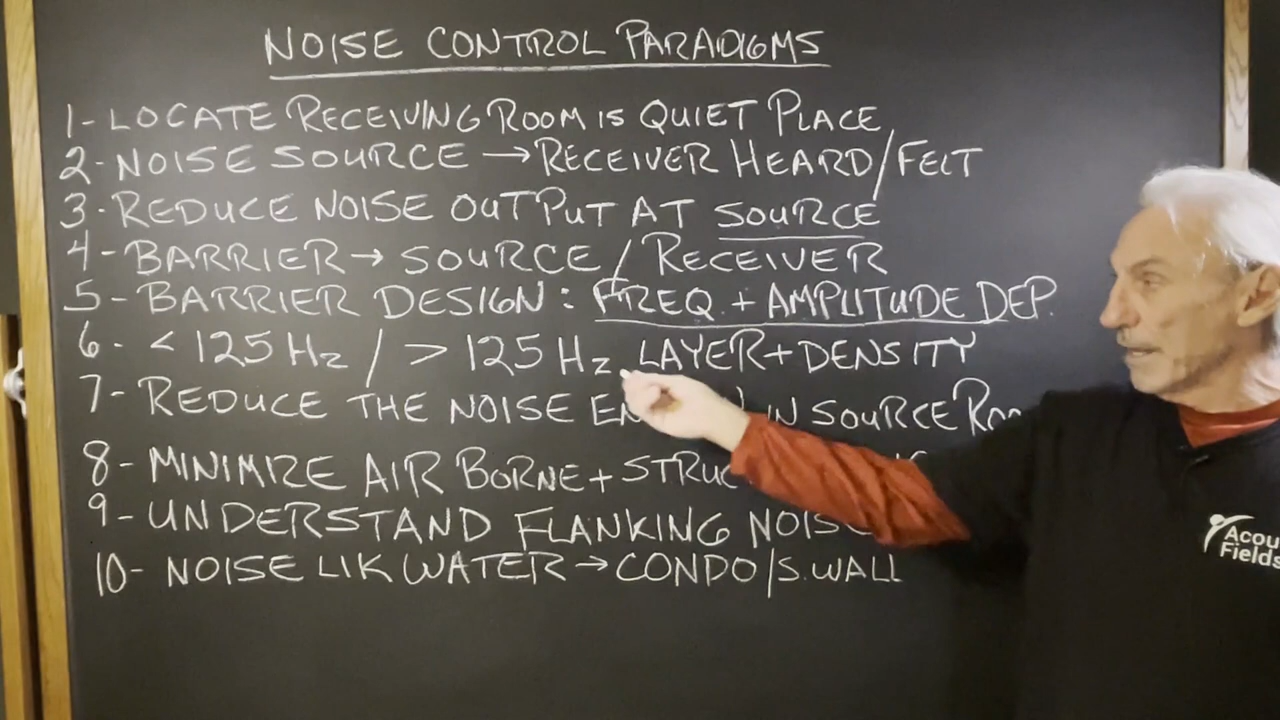 NOISE CONTROL PARADIGMS
1- LOCATE RECEIVING ROOM IS QUIET PLACE
2- NOISE SOURCE → RECEIVER HEARD/FELT
3- REDUCE NOISE OUTPUT AT SOURCE
4- BARRIER → SOURCE / RECEIVER
5- BARRIER DESIGN: FREQ. + AMPLITUDE DEP.
6- < 125 Hz / > 125 Hz LAYER + DENSITY
7- REDUCE THE NOISE IN SOURCE
8- MINIMIZE AIR BORNE +
9- UNDERSTAND FLANKING NOISE
10- NOISE LIK WATER → CONDO/S.WALL
Fields